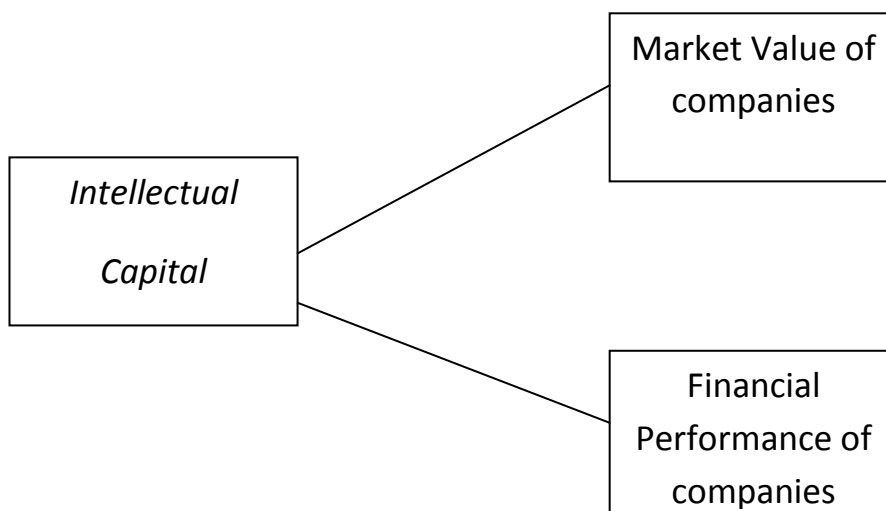 Market Value of
companies
Intellectual
Capital
Financial
Performance of
companies